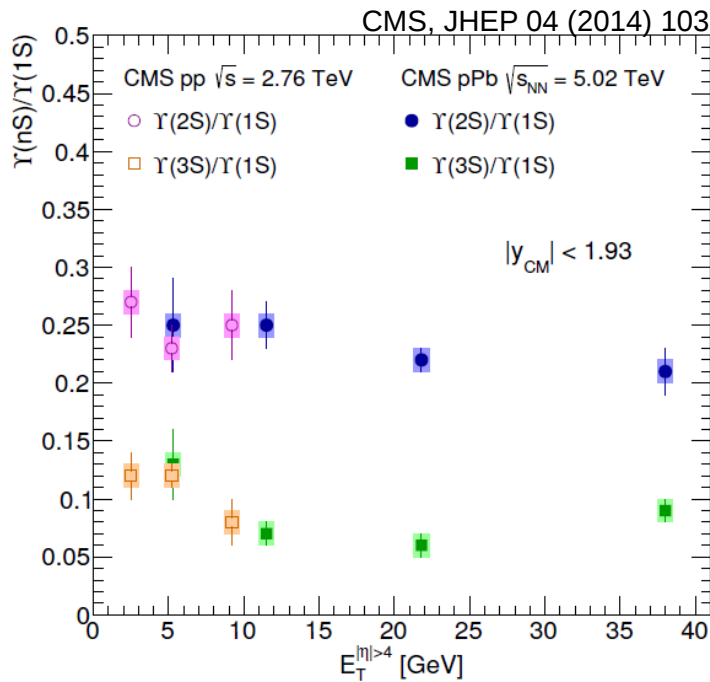 CMS, JHEP 04 (2014) 103
ϒ(nS)/ϒ(1S)
0.5
0.45
0.4
0.35
0.3
0.25
0.2
0.15
0.1
0.05
0
CMS pp √s = 2.76 TeV
ϒ(2S)/ϒ(1S)
ϒ(3S)/ϒ(1S)
CMS pPb √s_NN = 5.02 TeV
ϒ(2S)/ϒ(1S)
ϒ(3S)/ϒ(1S)
|y_CM| < 1.93
0 5 10 15 20 25 30 35 40
E_T^|η|>4 [GeV]